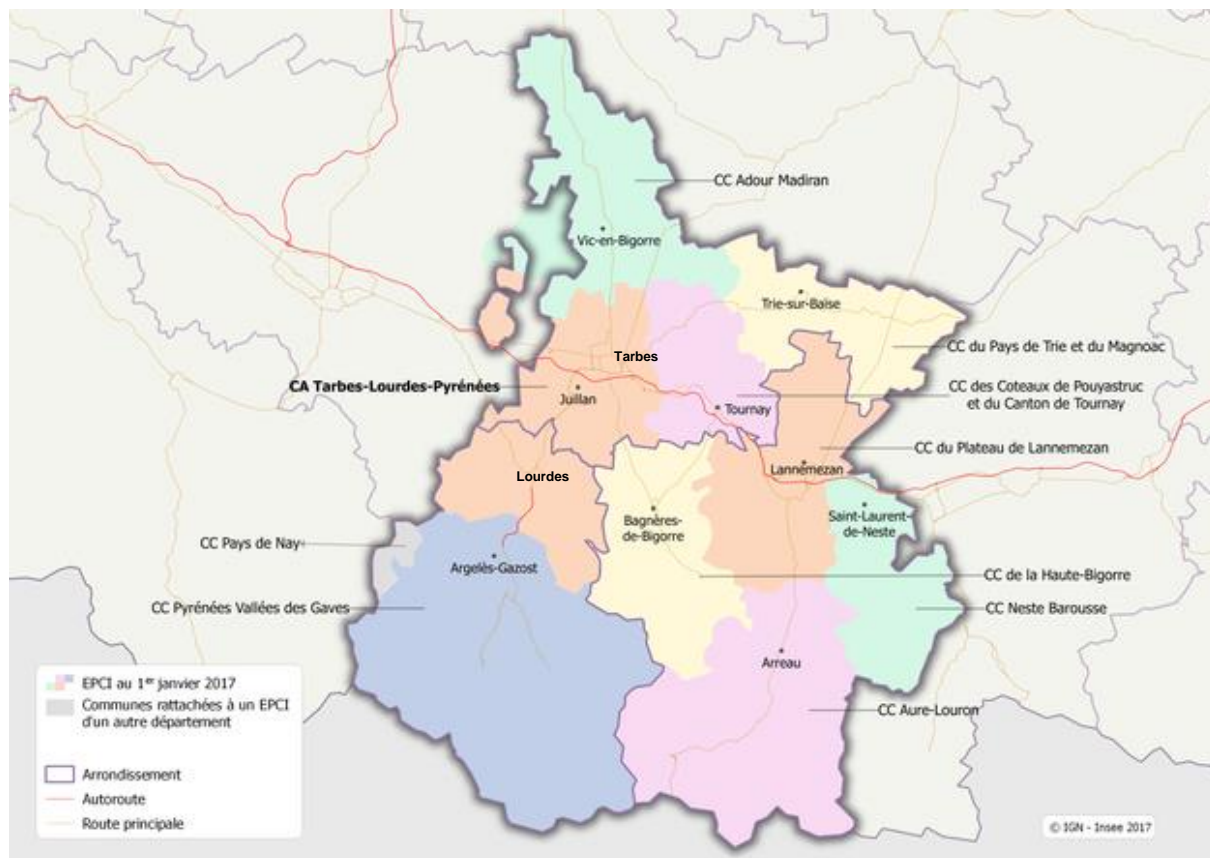 CC Adour Madiran
Vic-en-Bigorre
Trie-sur-Baïse
CC du Pays de Trie et du Magnoac
Tarbes
CA Tarbes-Lourdes-Pyrénées
Juillan
CC des Coteaux de Pouyastruc
et du Canton de Tournay
Tournay
CC du Plateau de Lannemezan
Lannemezan
Lourdes
Bagnères-
de-Bigorre
Saint-Laurent-
de-Neste
CC Pays de Nay
Argelès-Gazost
CC de la Haute-Bigorre
CC Pyrénées Vallées des Gaves
CC Neste Barousse
Arreau
CC Aure-Louron
EPCI au 1er janvier 2017
Communes rattachées à un EPCI
d'un autre département
Arrondissement
Autoroute
Route principale
© IGN - Insee 2017